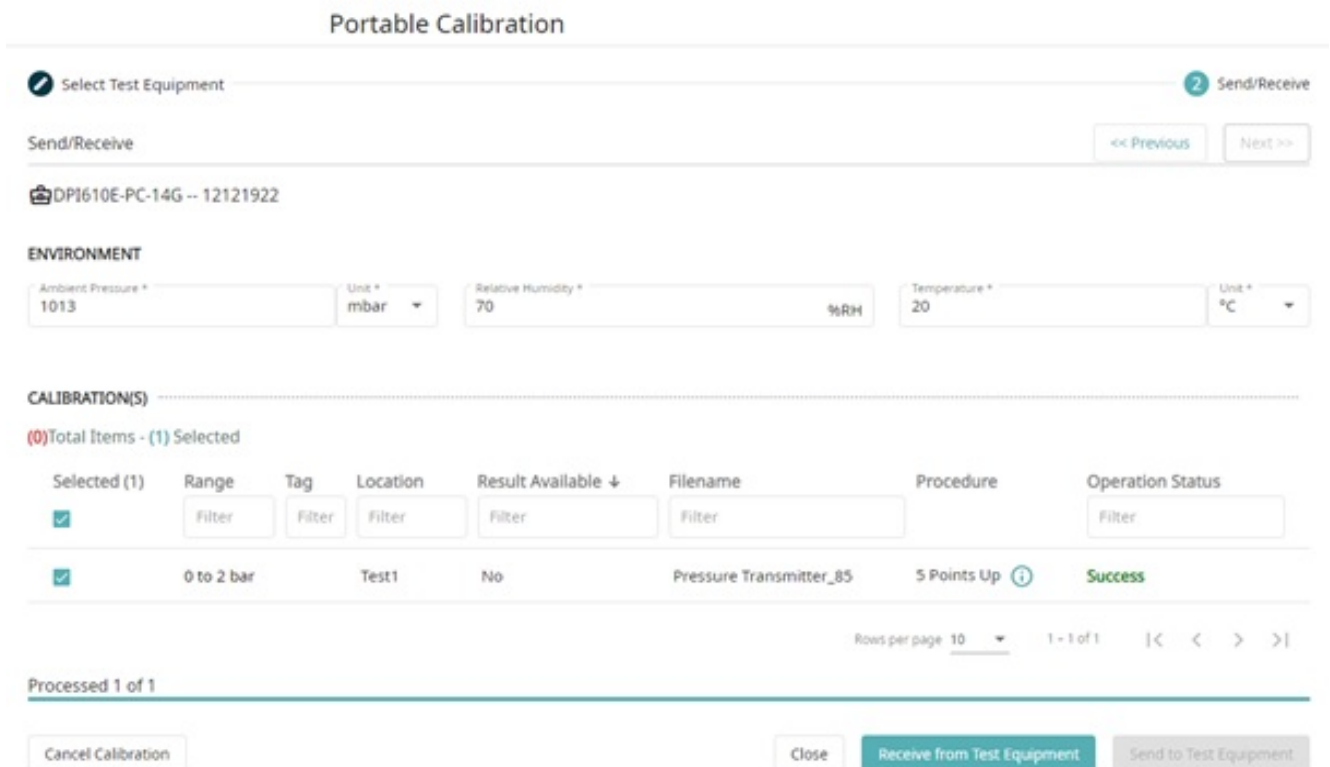 Portable Calibration
Select Test Equipment 2 Send/Receive
Send/Receive << Previous Next >>
DPI610E-PC-14G -- 12121922
ENVIRONMENT
Ambient Pressure * Unit * Relative Humidity * Temperature * Unit *
1013 mbar 70 %RH 20 °C
CALIBRATION(S)
(0)Total Items - (1) Selected
Selected (1) Range Tag Location Result Available ↓ Filename Procedure Operation Status
Filter Filter Filter Filter Filter Filter
0 to 2 bar Test1 No Pressure Transmitter_85 5 Points Up Success
Rows per page 10 1 - 1 of 1 |< < > >|
Processed 1 of 1
Cancel Calibration Close Receive from Test Equipment Send to Test Equipment